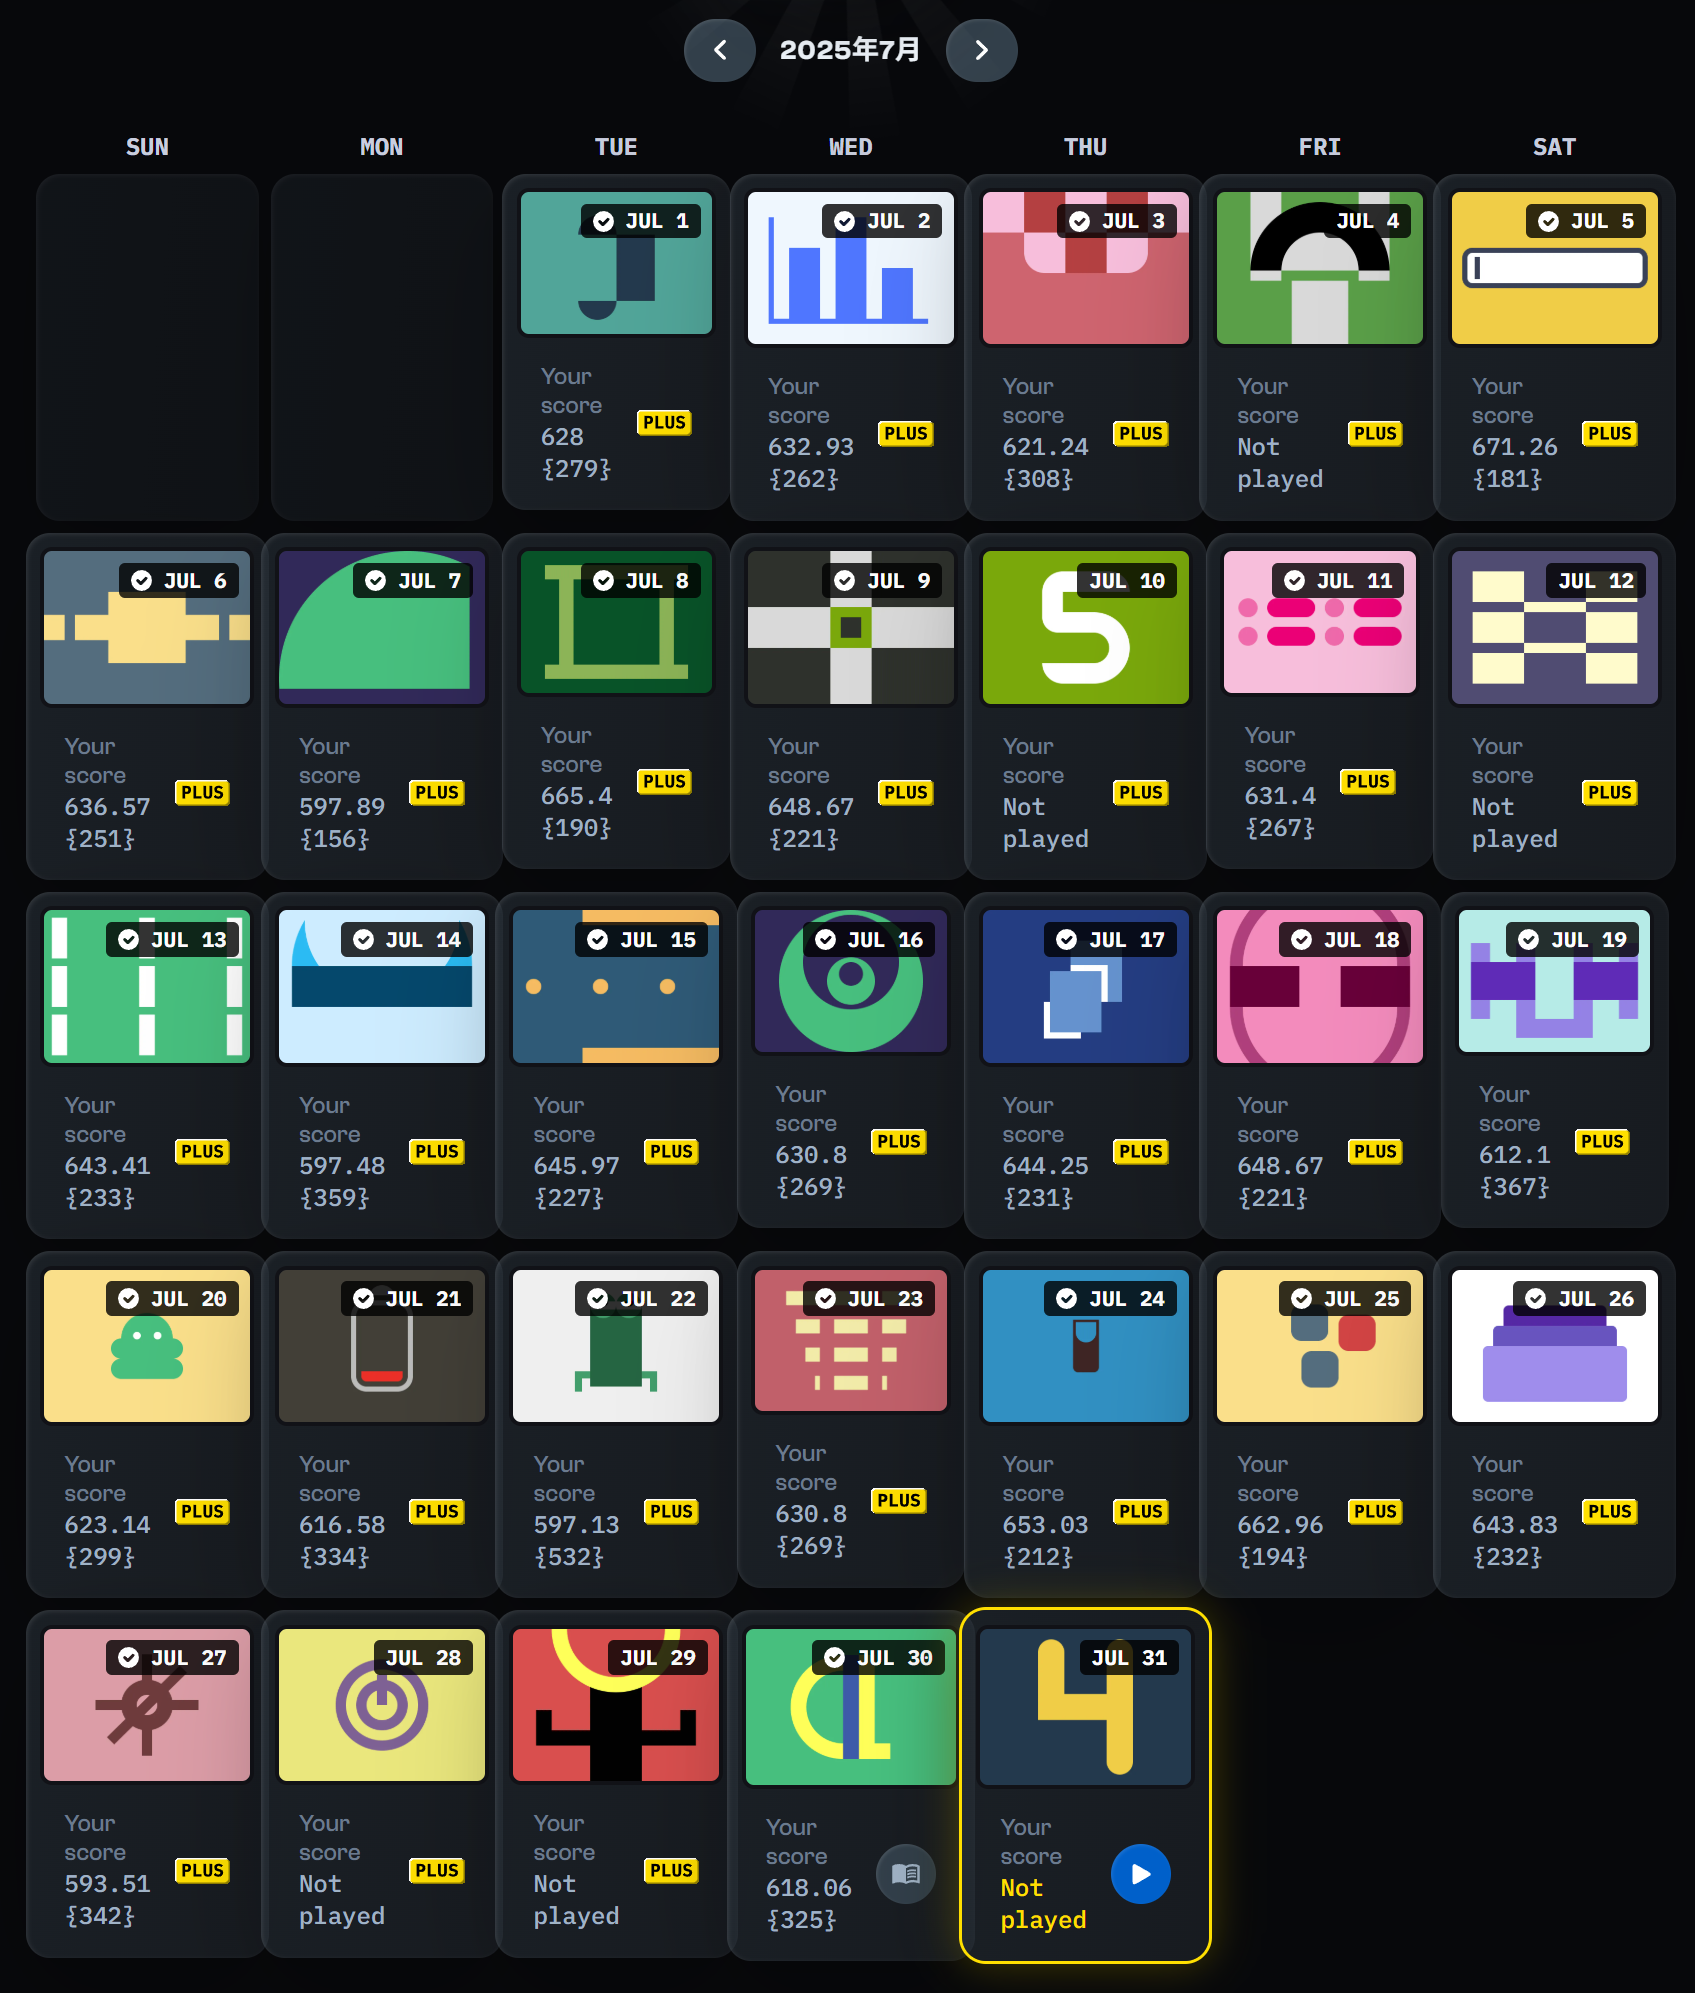 2025年7月
SUN MON TUE WED THU FRI SAT
JUL 1
Your
score
628
{279}
PLUS
JUL 2
Your
score
632.93
{262}
PLUS
JUL 3
Your
score
621.24
{308}
PLUS
JUL 4
Your
score
Not
played
PLUS
JUL 5
Your
score
671.26
{181}
PLUS
JUL 6
Your
score
636.57
{251}
PLUS
JUL 7
Your
score
597.89
{156}
PLUS
JUL 8
Your
score
665.4
{190}
PLUS
JUL 9
Your
score
648.67
{221}
PLUS
JUL 10
Your
score
Not
played
PLUS
JUL 11
Your
score
631.4
{267}
PLUS
JUL 12
Your
score
Not
played
PLUS
JUL 13
Your
score
643.41
{233}
PLUS
JUL 14
Your
score
597.48
{359}
PLUS
JUL 15
Your
score
645.97
{227}
PLUS
JUL 16
Your
score
630.8
{269}
PLUS
JUL 17
Your
score
644.25
{231}
PLUS
JUL 18
Your
score
648.67
{221}
PLUS
JUL 19
Your
score
612.1
{367}
PLUS
JUL 20
Your
score
623.14
{299}
PLUS
JUL 21
Your
score
616.58
{334}
PLUS
JUL 22
Your
score
597.13
{532}
PLUS
JUL 23
Your
score
630.8
{269}
PLUS
JUL 24
Your
score
653.03
{212}
PLUS
JUL 25
Your
score
662.96
{194}
PLUS
JUL 26
Your
score
643.83
{232}
PLUS
JUL 27
Your
score
593.51
{342}
PLUS
JUL 28
Your
score
Not
played
PLUS
JUL 29
Your
score
Not
played
PLUS
JUL 30
Your
score
618.06
{325}
JUL 31
Your
score
Not
played